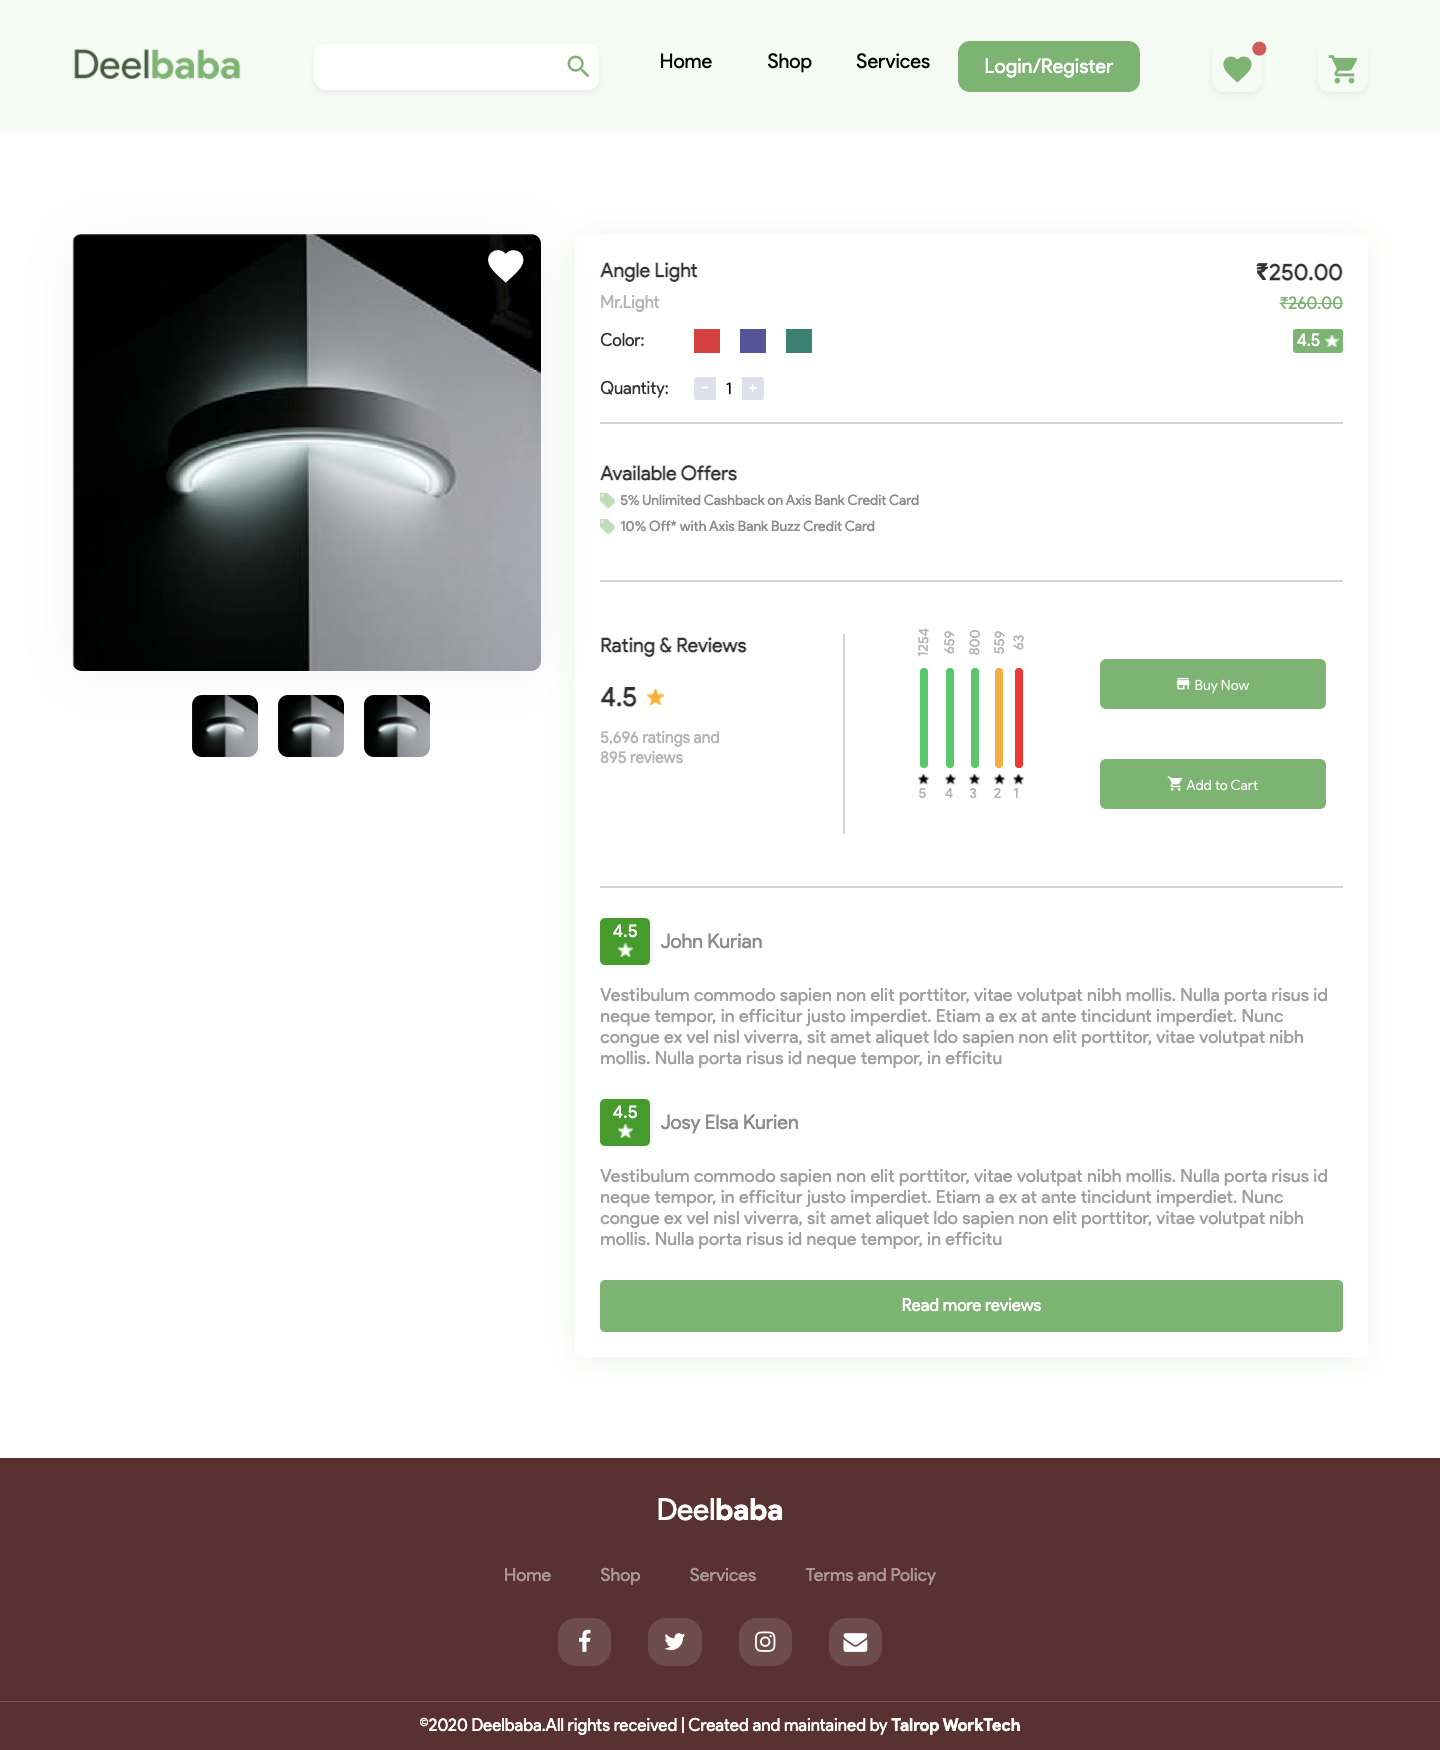 Deelbaba
Home
Shop
Services
Login/Register
Angle Light
₹250.00
Mr.Light
₹260.00
Color:
4.5
Quantity:
- 1 +
Available Offers
5% Unlimited Cashback on Axis Bank Credit Card
10% Off* with Axis Bank Buzz Credit Card
Rating & Reviews
4.5
5,696 ratings and
895 reviews
1254
659
800
559
63
5
4
3
2
1
Buy Now
Add to Cart
4.5
John Kurian
Vestibulum commodo sapien non elit porttitor, vitae volutpat nibh mollis. Nulla porta risus id
neque tempor, in efficitur justo imperdiet. Etiam a ex at ante tincidunt imperdiet. Nunc
congue ex vel nisl viverra, sit amet aliquet ldo sapien non elit porttitor, vitae volutpat nibh
mollis. Nulla porta risus id neque tempor, in efficitu
4.5
Josy Elsa Kurien
Vestibulum commodo sapien non elit porttitor, vitae volutpat nibh mollis. Nulla porta risus id
neque tempor, in efficitur justo imperdiet. Etiam a ex at ante tincidunt imperdiet. Nunc
congue ex vel nisl viverra, sit amet aliquet ldo sapien non elit porttitor, vitae volutpat nibh
mollis. Nulla porta risus id neque tempor, in efficitu
Read more reviews
Deelbaba
Home
Shop
Services
Terms and Policy
©2020 Deelbaba.All rights received | Created and maintained by Talrop WorkTech